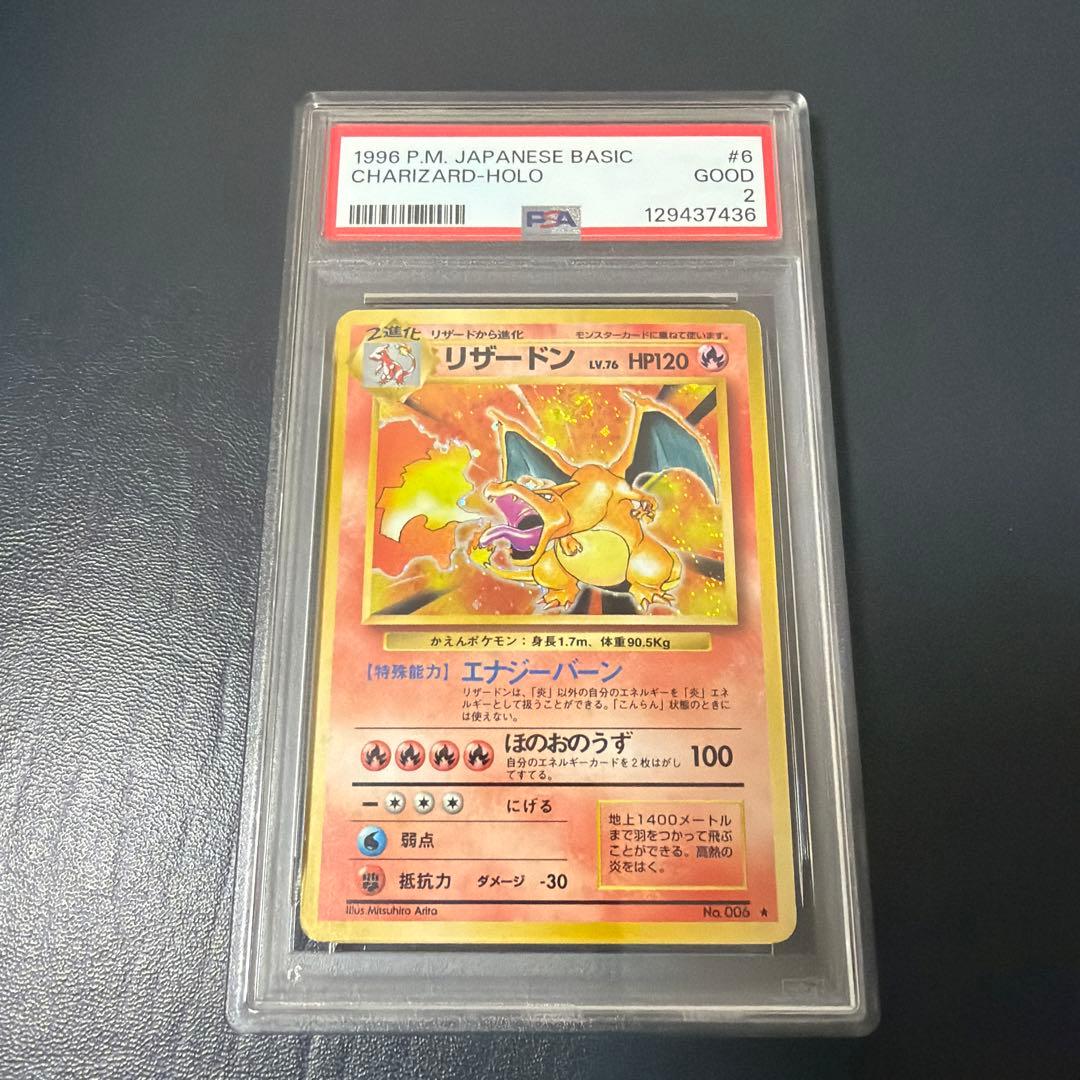 1996 P.M. JAPANESE BASIC #6
CHARIZARD-HOLO GOOD
2
PSA 129437436
2進化 リザードから進化 モンスターカードに重ねて使います。
リザードン LV.76 HP120
かえんポケモン：身長1.7m、体重90.5Kg
【特殊能力】エナジーバーン
リザードンは、「炎」以外の自分のエネルギーを「炎」エネ
ルギーとして扱うことができる。「こんらん」状態のときに
は使えない。
ほのおのうず 100
自分のエネルギーカードを2枚はがし
てすてる。
にげる
弱点
抵抗力 ダメージ -30
地上1400メートル
まで羽をつかって飛ぶ
ことができる。高熱の
炎をはく。
Illus.Mitsuhiro Arita No.006 ★